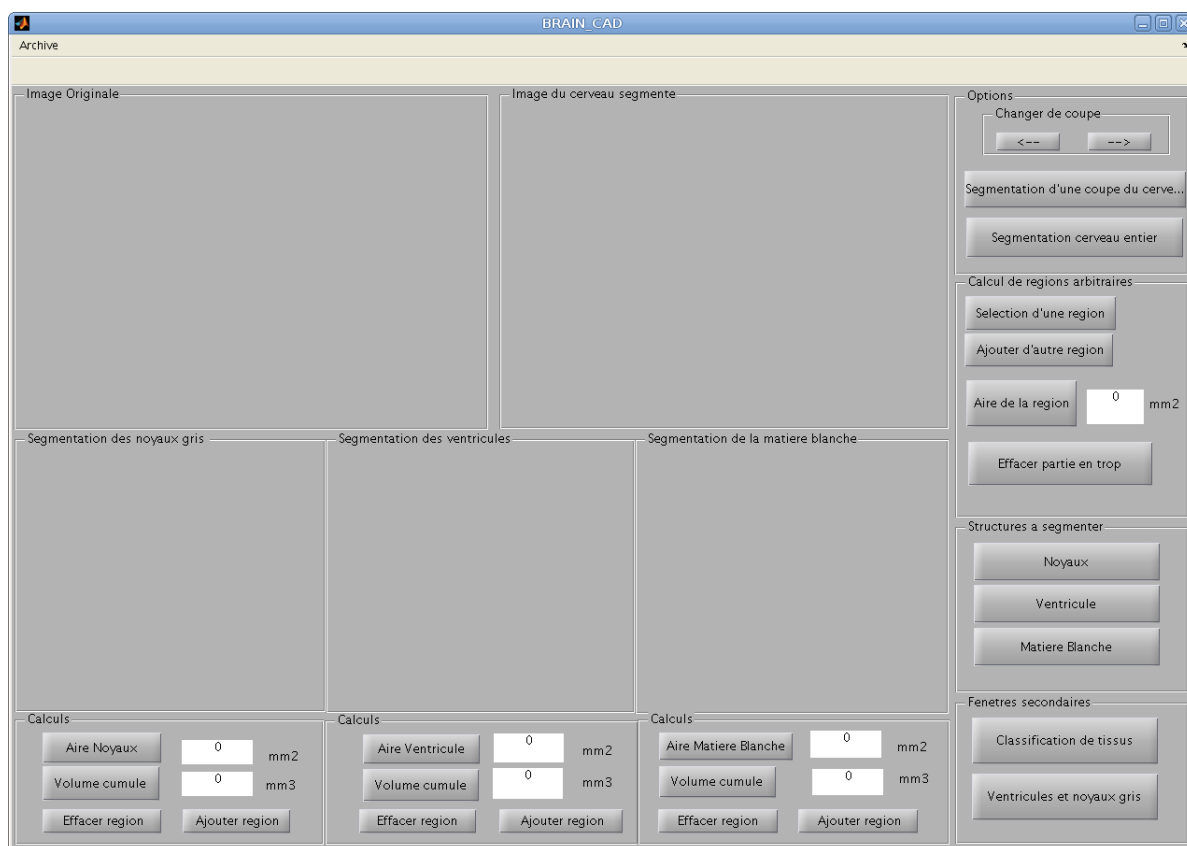 BRAIN_CAD
Archive
Image Originale
Image du cerveau segmente
Options
Changer de coupe
<--
-->
Segmentation d'une coupe du cerve...
Segmentation cerveau entier
Calcul de regions arbitraires
Selection d'une region
Ajouter d'autre region
Aire de la region
0
mm2
Effacer partie en trop
Segmentation des noyaux gris
Segmentation des ventricules
Segmentation de la matiere blanche
Structures a segmenter
Noyaux
Ventricule
Matiere Blanche
Fenetres secondaires
Classification de tissus
Ventricules et noyaux gris
Calculs
Aire Noyaux
0
mm2
Volume cumule
0
mm3
Effacer region
Ajouter region
Calculs
Aire Ventricule
0
mm2
Volume cumule
0
mm3
Effacer region
Ajouter region
Calculs
Aire Matiere Blanche
0
mm2
Volume cumule
0
mm3
Effacer region
Ajouter region